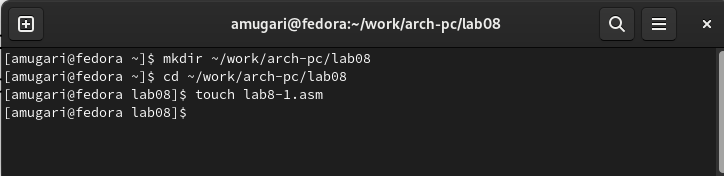 amugari@fedora:~/work/arch-pc/lab08
[amugari@fedora ~]$ mkdir ~/work/arch-pc/lab08
[amugari@fedora ~]$ cd ~/work/arch-pc/lab08
[amugari@fedora lab08]$ touch lab8-1.asm
[amugari@fedora lab08]$